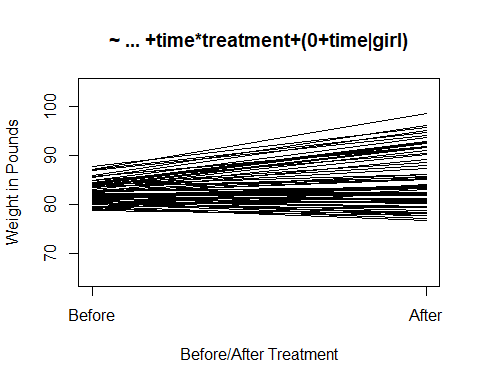 ~ ... +time*treatment+(0+time|girl)
Weight in Pounds
100
90
80
70
Before
After
Before/After Treatment